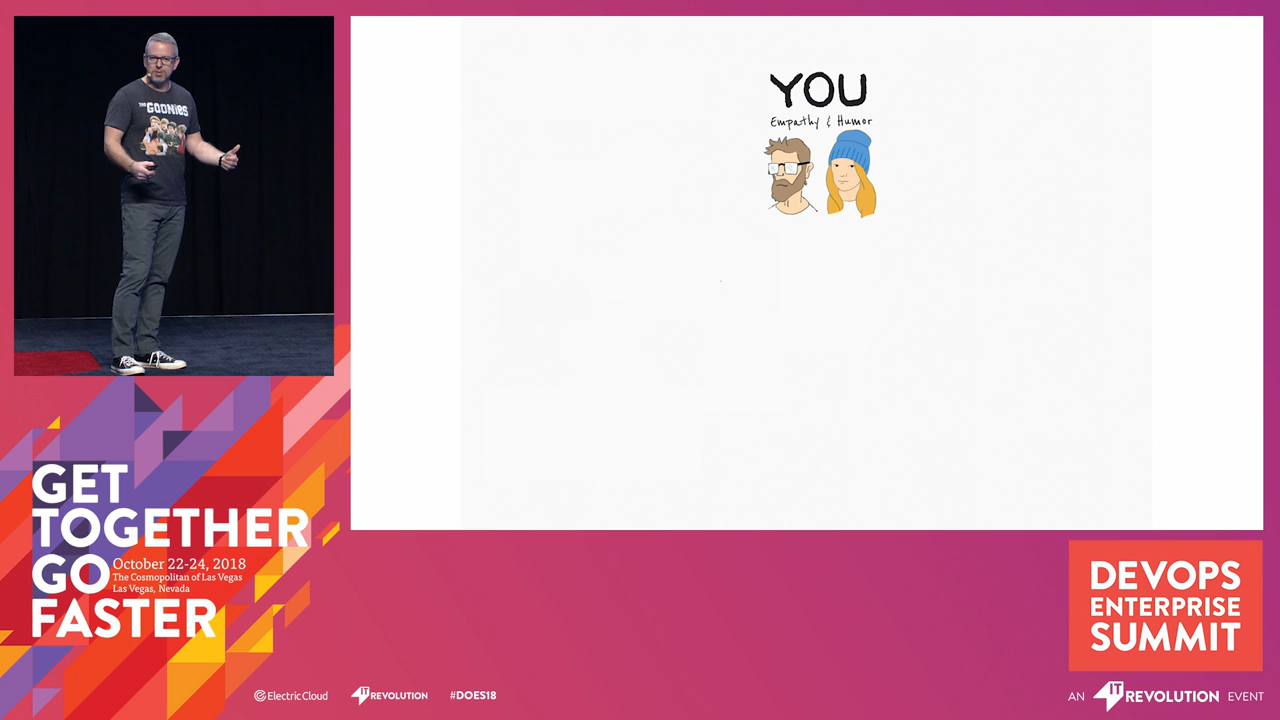 THE GOONIES
YOU
Empathy & Humor
GET
TOGETHER
GO
FASTER
October 22-24, 2018
The Cosmopolitan of Las Vegas
Las Vegas, Nevada
DEVOPS
ENTERPRISE
SUMMIT
ElectricCloud
IT REVOLUTION
#DOES18
AN IT REVOLUTION EVENT